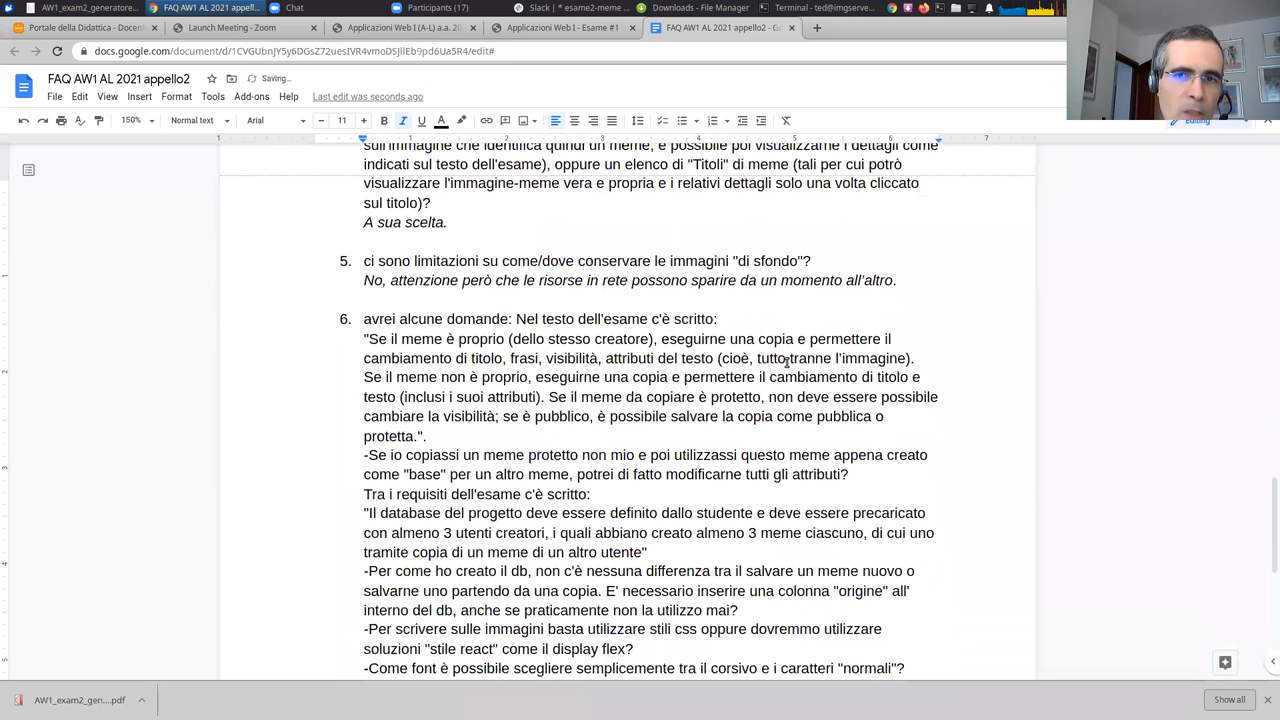 AW1_exam2_generatore...
FAQ AW1 AL 2021 appello2 - Go...
Chat
Participants (17)
Slack | * esame2-meme ...
Downloads - File Manager
Terminal - ted@imgserve...
Portale della Didattica - Docen...
Launch Meeting - Zoom
Applicazioni Web I (A-L) a.a. 20...
Applicazioni Web I - Esame #1
FAQ AW1 AL 2021 appello2 - Go
docs.google.com/document/d/1CVGUbnJY5y6DGsZ72uesIVR4vmoDSJlIEb9pd6Ua5R4/edit#
FAQ AW1 AL 2021 appello2
Saving...
File Edit View Insert Format Tools Add-ons Help Last edit was seconds ago
150% Normal text Arial 11 B I U A
Editing
sull'immagine che identifica quindi un meme, è possibile poi visualizzarne i dettagli come
indicati sul testo dell'esame), oppure un elenco di "Titoli" di meme (tali per cui potrò
visualizzare l'immagine-meme vera e propria e i relativi dettagli solo una volta cliccato
sul titolo)?
A sua scelta.
5. ci sono limitazioni su come/dove conservare le immagini "di sfondo"?
No, attenzione però che le risorse in rete possono sparire da un momento all'altro.
6. avrei alcune domande: Nel testo dell'esame c'è scritto:
"Se il meme è proprio (dello stesso creatore), eseguirne una copia e permettere il
cambiamento di titolo, frasi, visibilità, attributi del testo (cioè, tutto tranne l'immagine).
Se il meme non è proprio, eseguirne una copia e permettere il cambiamento di titolo e
testo (inclusi i suoi attributi). Se il meme da copiare è protetto, non deve essere possibile
cambiare la visibilità; se è pubblico, è possibile salvare la copia come pubblica o
protetta.".
-Se io copiassi un meme protetto non mio e poi utilizzassi questo meme appena creato
come "base" per un altro meme, potrei di fatto modificarne tutti gli attributi?
Tra i requisiti dell'esame c'è scritto:
"Il database del progetto deve essere definito dallo studente e deve essere precaricato
con almeno 3 utenti creatori, i quali abbiano creato almeno 3 meme ciascuno, di cui uno
tramite copia di un meme di un altro utente"
-Per come ho creato il db, non c'è nessuna differenza tra il salvare un meme nuovo o
salvarne uno partendo da una copia. E' necessario inserire una colonna "origine" all'
interno del db, anche se praticamente non la utilizzo mai?
-Per scrivere sulle immagini basta utilizzare stili css oppure dovremmo utilizzare
soluzioni "stile react" come il display flex?
-Come font è possibile scegliere semplicemente tra il corsivo e i caratteri "normali"?
AW1_exam2_gen....pdf
Show all